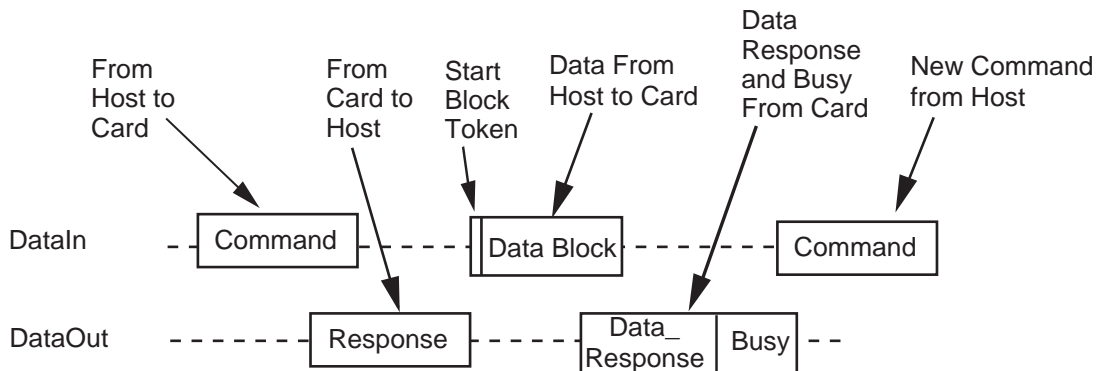 From
Host to
Card
From
Card to
Host
Start
Block
Token
Data From
Host to Card
Data
Response
and Busy
From Card
New Command
from Host
DataIn
Command
Data Block
Command
DataOut
Response
Data_
Response
Busy